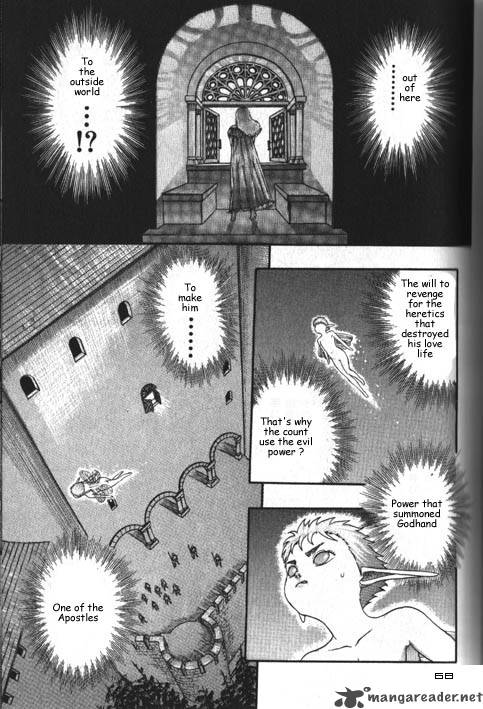 out
of
here
To
the
outside
world
!?
The will to
revenge
for the
heretics
that
destroyed
his love
life
That's why
the count
use the evil
power ?
Power that
summoned
Godhand
To
make
him
One of the
Apostles
68
mangareader.net